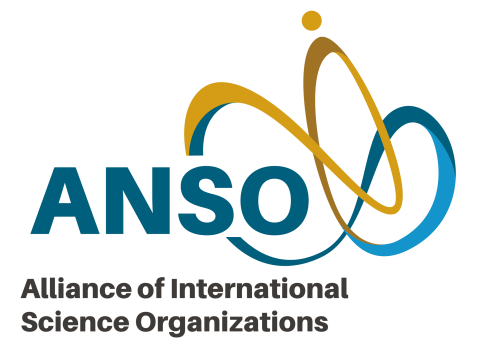 ANSO
Alliance of International
Science Organizations